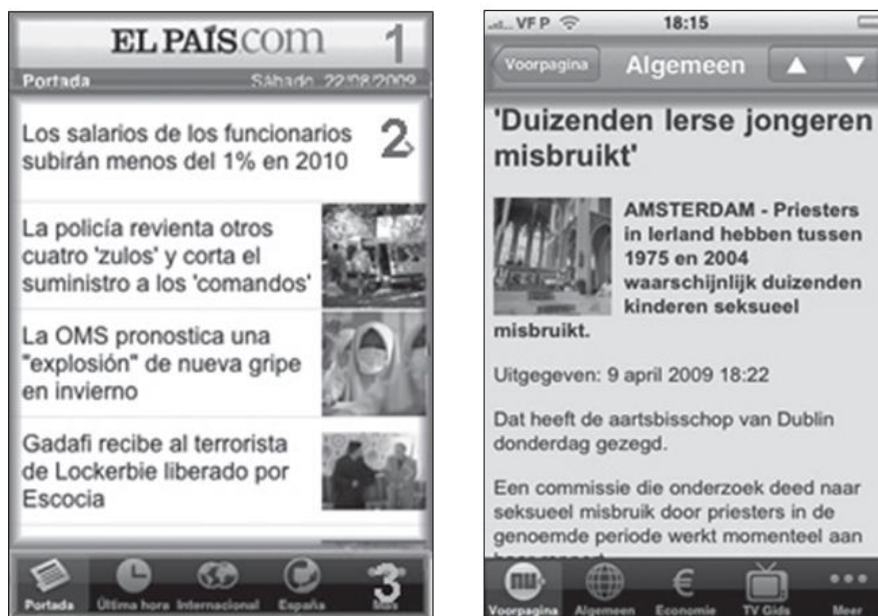 EL PAÍS.COM
1
Portada
Sábado, 22/08/2009
Los salarios de los funcionarios
subirán menos del 1% en 2010
2
La policía revienta otros
cuatro 'zulos' y corta el
suministro a los 'comandos'
La OMS pronostica una
"explosión" de nueva gripe
en invierno
Gadafi recibe al terrorista
de Lockerbie liberado por
Escocia
Portada
Última hora
Internacional
España
Más
3
VF P
18:15
Voorpagina
Algemeen
'Duizenden Ierse jongeren
misbruikt'
AMSTERDAM - Priesters
in Ierland hebben tussen
1975 en 2004
waarschijnlijk duizenden
kinderen seksueel
misbruikt.
Uitgegeven: 9 april 2009 18:22
Dat heeft de aartsbisschop van Dublin
donderdag gezegd.
Een commissie die onderzoek deed naar
seksueel misbruik door priesters in de
genoemde periode werkt momenteel aan
nu
Voorpagina
Algemeen
Economie
TV Gids
Meer